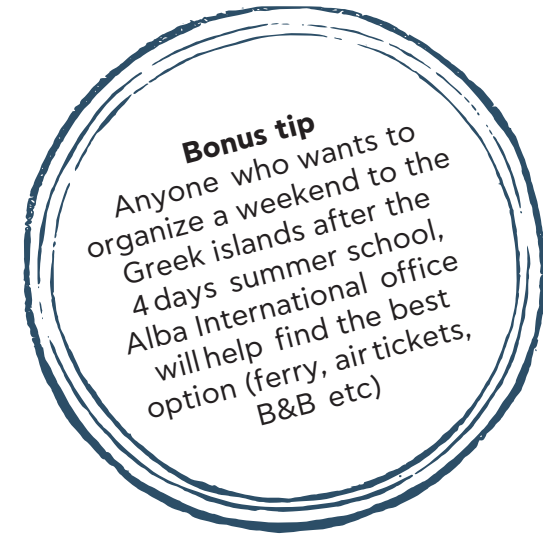 Bonus tip
Anyone who wants to
organize a weekend to the
Greek islands after the
4 days summer school,
Alba International office
will help find the best
option (ferry, air tickets,
B&B etc)